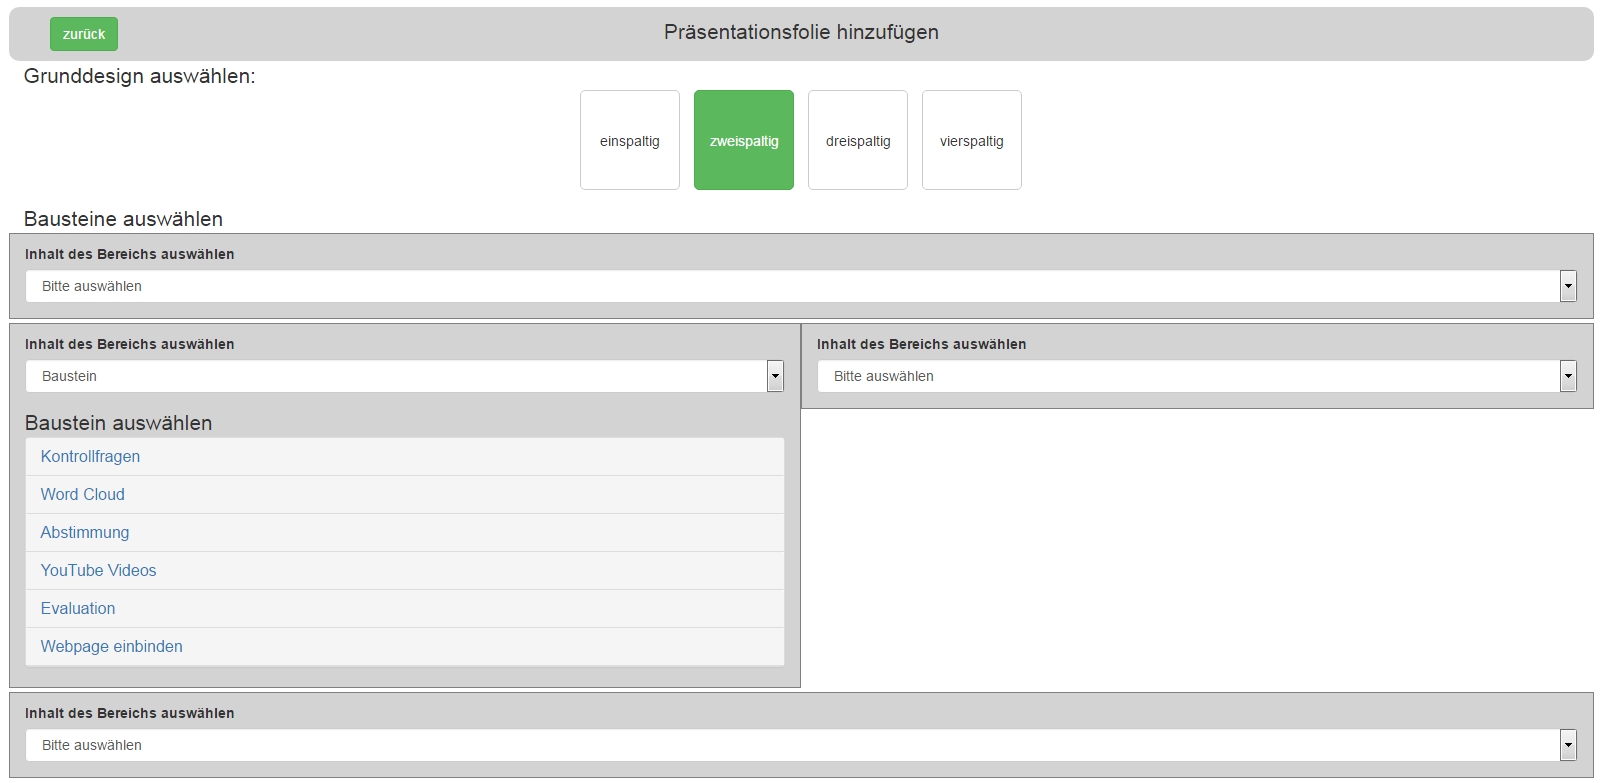 zurück
Präsentationsfolie hinzufügen
Grunddesign auswählen:
einspaltig
zweispaltig
dreispaltig
vierspaltig
Bausteine auswählen
Inhalt des Bereichs auswählen
Bitte auswählen
Inhalt des Bereichs auswählen
Baustein
Inhalt des Bereichs auswählen
Bitte auswählen
Baustein auswählen
Kontrollfragen
Word Cloud
Abstimmung
YouTube Videos
Evaluation
Webpage einbinden
Inhalt des Bereichs auswählen
Bitte auswählen